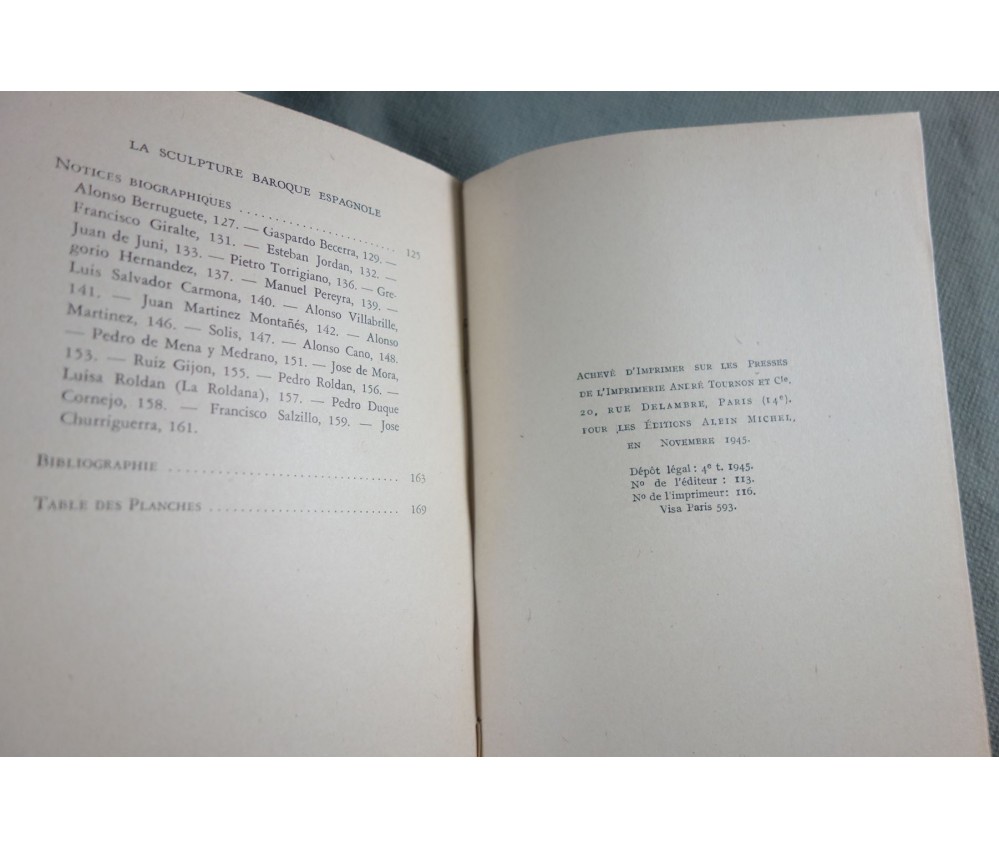 LA SCULPTURE BAROQUE ESPAGNOLE
NOTICES BIOGRAPHIQUES ........................ 125
Alonso Berruguete, 127. — Gaspardo Becerra, 129. —
Francisco Giralte, 131. — Esteban Jordan, 132. —
Juan de Juni, 133. — Pietro Torrigiano, 136. — Gre-
gorio Hernandez, 137. — Manuel Pereyra, 139. —
Luis Salvador Carmona, 140. — Alonso Villabrille,
141. — Juan Martinez Montañés, 142. — Alonso
Martinez, 146. — Solis, 147. — Alonso Cano, 148.
— Pedro de Mena y Medrano, 151. — Jose de Mora,
153. — Ruiz Gijon, 155. — Pedro Roldan, 156. —
Luisa Roldan (La Roldana), 157. — Pedro Duque
Cornejo, 158. — Francisco Salzillo, 159. — Jose
Churriguerra, 161.
BIBLIOGRAPHIE ................................ 163
TABLE DES PLANCHES ........................... 169
ACHEVÉ D'IMPRIMER SUR LES PRESSES
DE L'IMPRIMERIE ANDRÉ TOURNON ET Cie,
20, RUE DELAMBRE, PARIS (14e).
POUR LES ÉDITIONS ALBIN MICHEL,
EN NOVEMBRE 1945.
Dépôt légal : 4e t. 1945.
No de l'éditeur : 113.
No de l'imprimeur: 116.
Visa Paris 593.